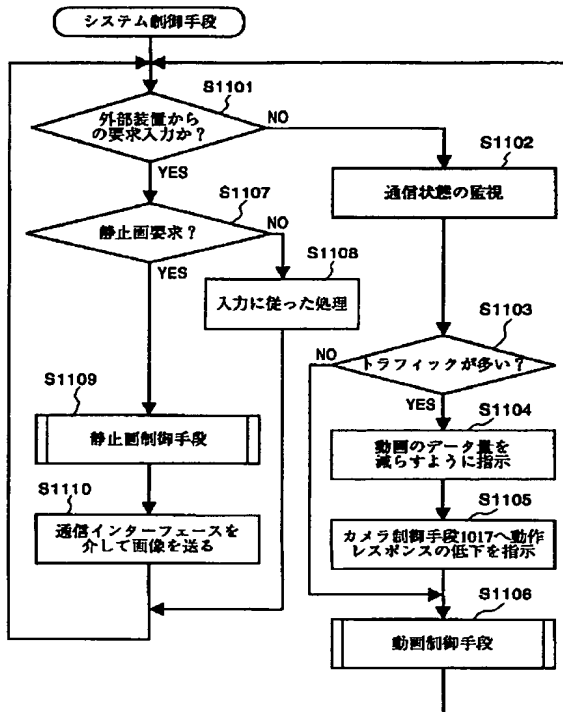 システム制御手段
S1101
外部装置から
の要求入力か？
NO
YES
S1102
通信状態の監視
S1107
静止画要求？
NO
YES
S1108
入力に従った処理
S1103
トラフィックが多い？
NO
YES
S1109
静止画制御手段
S1104
動画のデータ量を
減らすように指示
S1110
通信インターフェースを
介して画像を送る
S1105
カメラ制御手段1017へ動作
レスポンスの低下を指示
S1106
動画制御手段